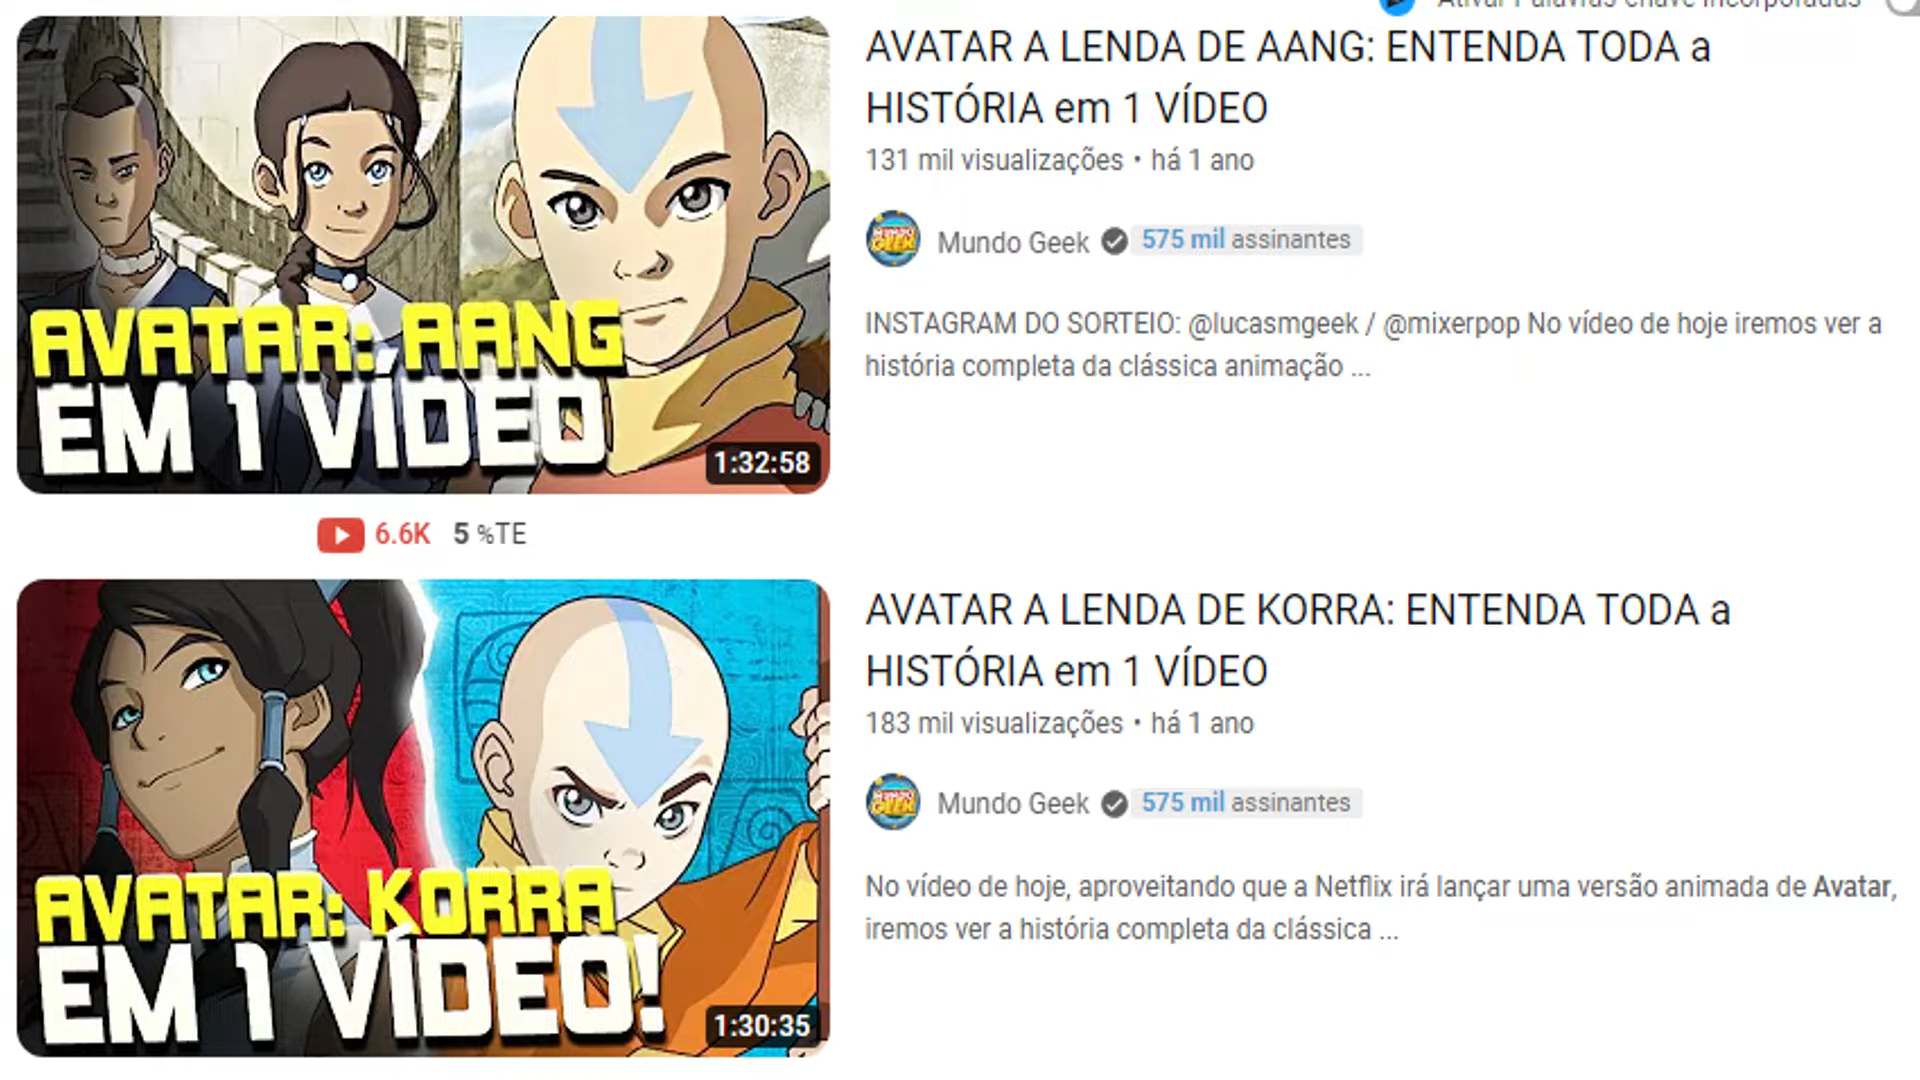 Ativar Palavras-chave incorporadas
AVATAR A LENDA DE AANG: ENTENDA TODA a
HISTÓRIA em 1 VÍDEO
131 mil visualizações • há 1 ano
Mundo Geek 575 mil assinantes
INSTAGRAM DO SORTEIO: @lucasmgeek / @mixerpop No vídeo de hoje iremos ver a
história completa da clássica animação ...
AVATAR: AANG
EM 1 VÍDEO
1:32:58
6.6K 5 %TE
AVATAR A LENDA DE KORRA: ENTENDA TODA a
HISTÓRIA em 1 VÍDEO
183 mil visualizações • há 1 ano
Mundo Geek 575 mil assinantes
No vídeo de hoje, aproveitando que a Netflix irá lançar uma versão animada de Avatar,
iremos ver a história completa da clássica ...
AVATAR: KORRA
EM 1 VÍDEO!
1:30:35